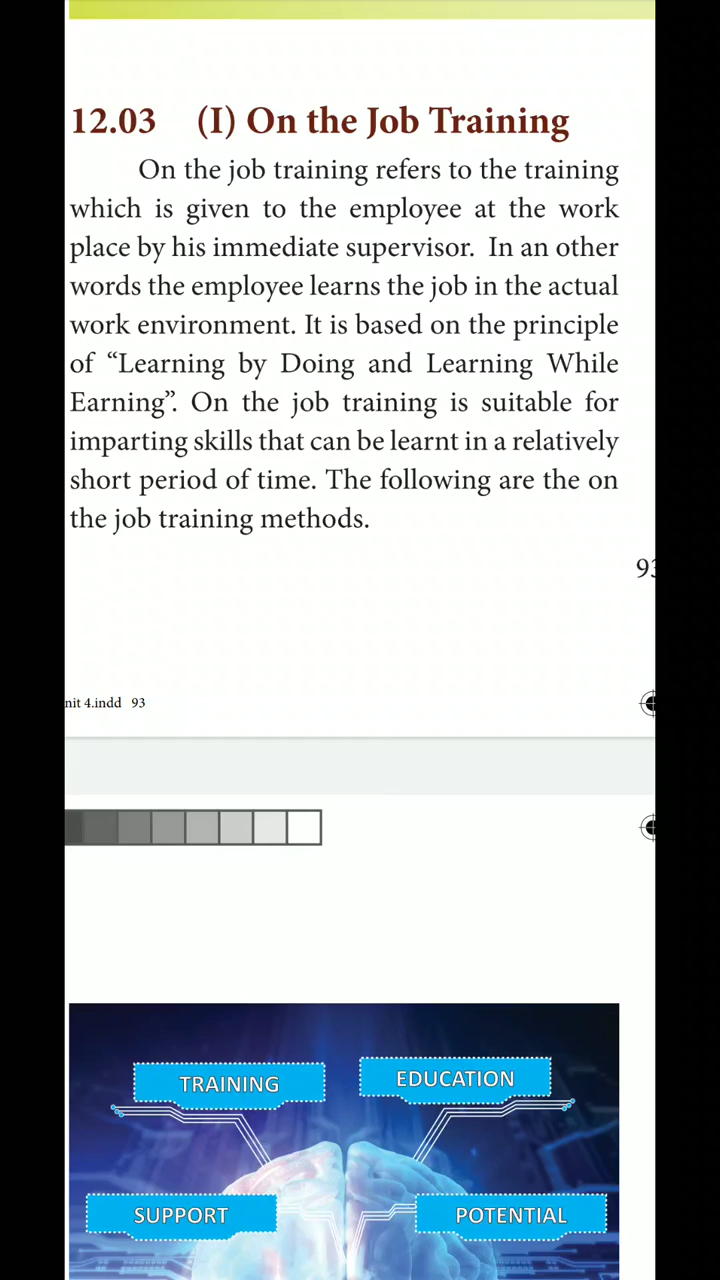 12.03 (I) On the Job Training
On the job training refers to the training
which is given to the employee at the work
place by his immediate supervisor. In an other
words the employee learns the job in the actual
work environment. It is based on the principle
of “Learning by Doing and Learning While
Earning”. On the job training is suitable for
imparting skills that can be learnt in a relatively
short period of time. The following are the on
the job training methods.
93
nit 4.indd 93
TRAINING
EDUCATION
SUPPORT
POTENTIAL